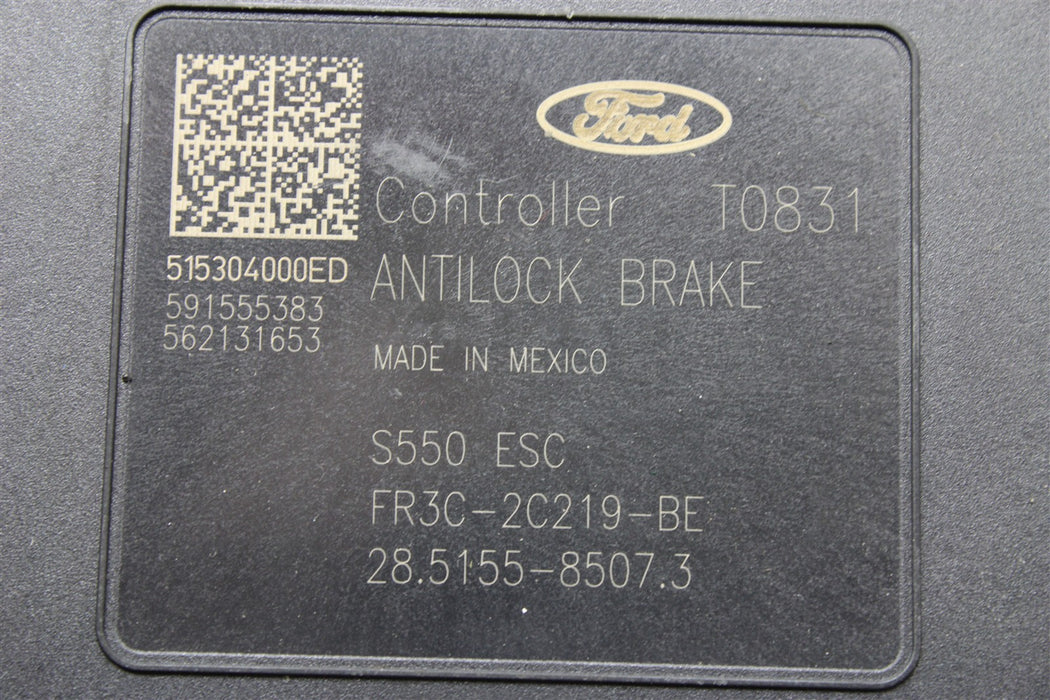 Ford
Controller T0831
515304000ED
591555383
562131653
ANTILOCK BRAKE
MADE IN MEXICO
S550 ESC
FR3C-2C219-BE
28.5155-8507.3